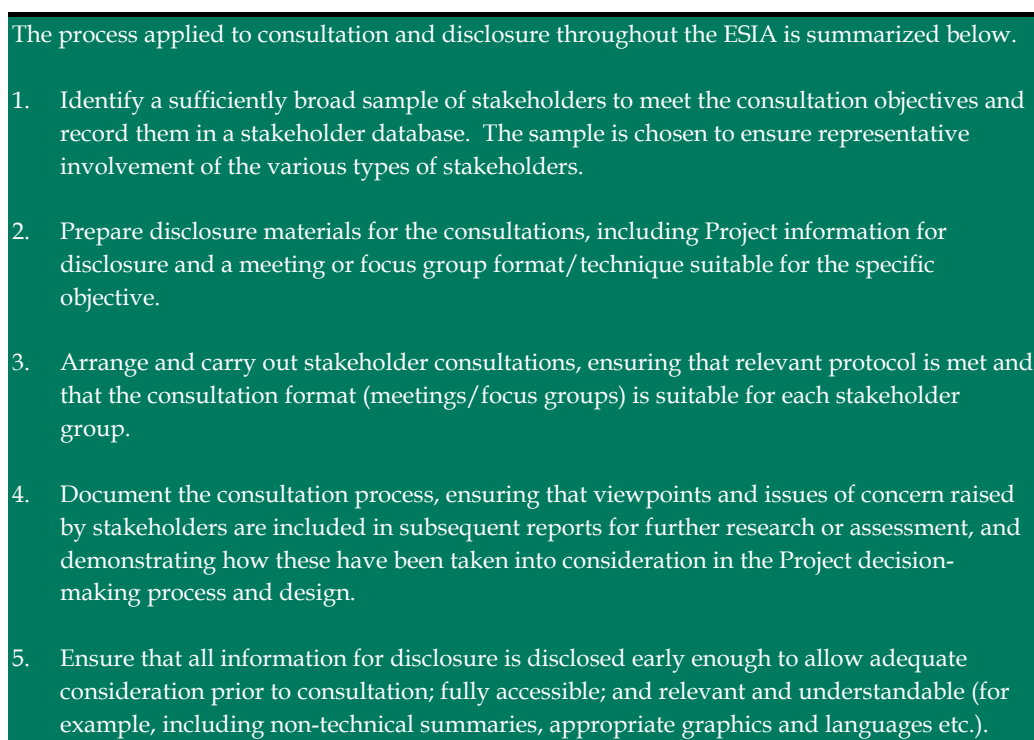 The process applied to consultation and disclosure throughout the ESIA is summarized below.
1. Identify a sufficiently broad sample of stakeholders to meet the consultation objectives and
record them in a stakeholder database. The sample is chosen to ensure representative
involvement of the various types of stakeholders.
2. Prepare disclosure materials for the consultations, including Project information for
disclosure and a meeting or focus group format/technique suitable for the specific
objective.
3. Arrange and carry out stakeholder consultations, ensuring that relevant protocol is met and
that the consultation format (meetings/focus groups) is suitable for each stakeholder
group.
4. Document the consultation process, ensuring that viewpoints and issues of concern raised
by stakeholders are included in subsequent reports for further research or assessment, and
demonstrating how these have been taken into consideration in the Project decision-
making process and design.
5. Ensure that all information for disclosure is disclosed early enough to allow adequate
consideration prior to consultation; fully accessible; and relevant and understandable (for
example, including non-technical summaries, appropriate graphics and languages etc.).